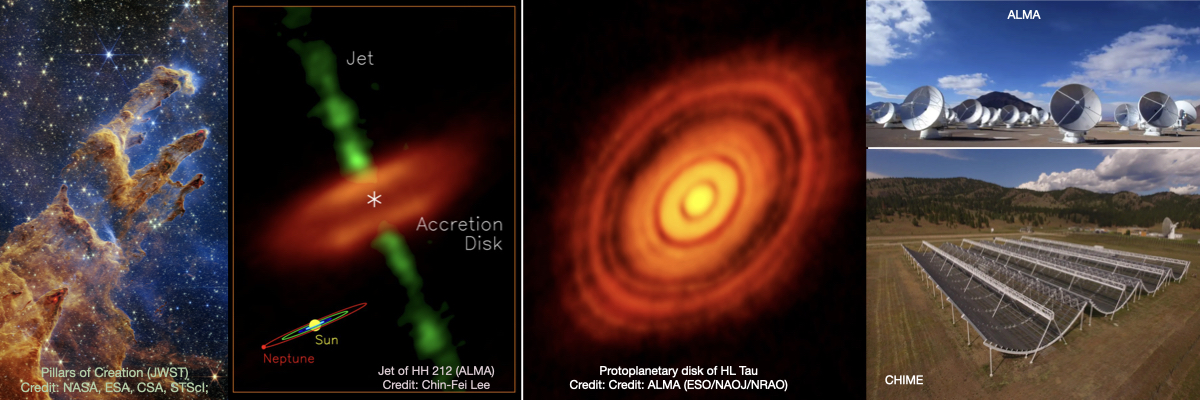 Pillars of Creation (JWST)
Credit: NASA, ESA, CSA, STScI;
Jet
Accretion
Disk
Sun
Neptune
Jet of HH 212 (ALMA)
Credit: Chin-Fei Lee
Protoplanetary disk of HL Tau
Credit: Credit: ALMA (ESO/NAOJ/NRAO)
ALMA
CHIME